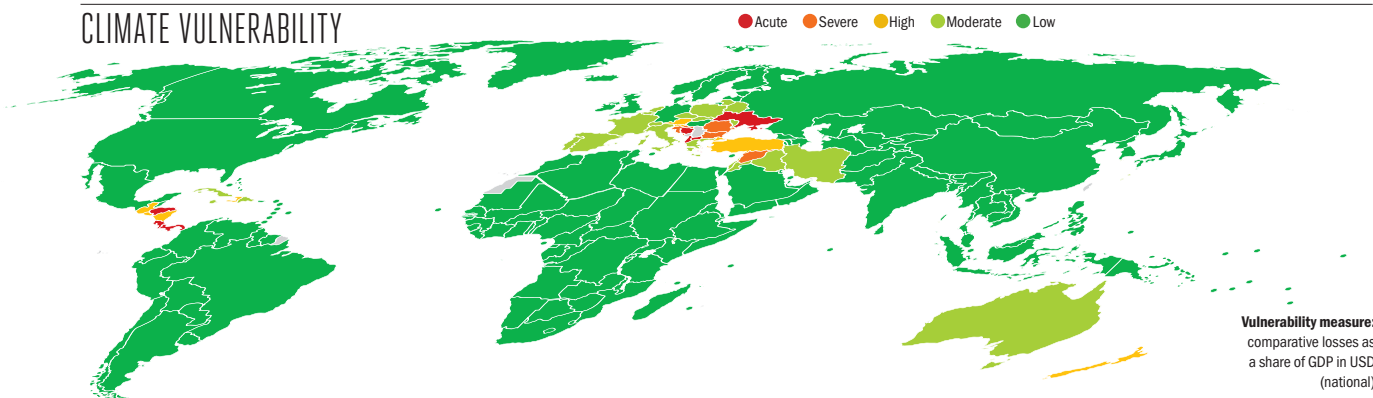 CLIMATE VULNERABILITY
Acute Severe High Moderate Low
Vulnerability measure:
comparative losses as
a share of GDP in USD
(national)